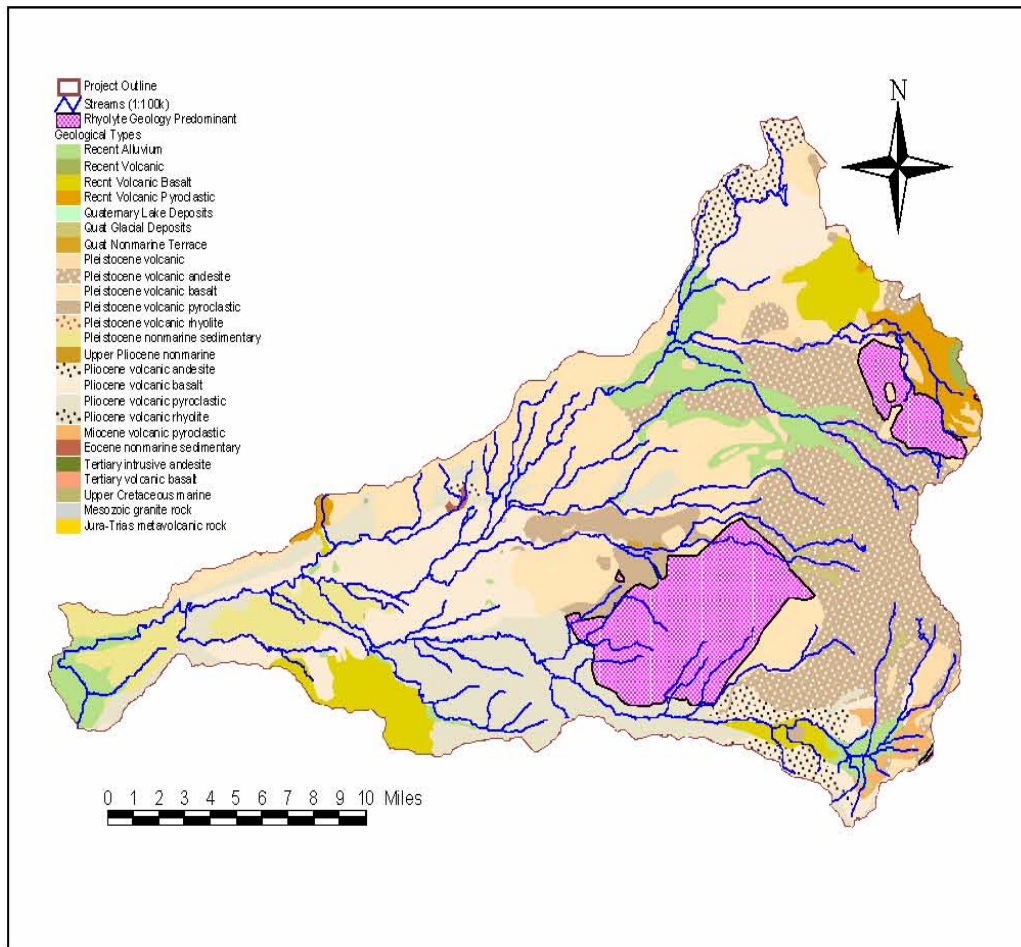 Project Outline
Streams (1:100k)
Rhyolyte Geology Predominant
Geological Types
Recent Alluvium
Recent Volcanic
Recnt Volcanic Basalt
Recnt Volcanic Pyroclastic
Quaternary Lake Deposits
Quat Glacial Deposits
Quat Nonmarine Terrace
Pleistocene volcanic
Pleistocene volcanic andesite
Pleistocene volcanic basalt
Pleistocene volcanic pyroclastic
Pleistocene volcanic rhyolite
Pleistocene nonmarine sedimentary
Upper Pliocene nonmarine
Pliocene volcanic andesite
Pliocene volcanic basalt
Pliocene volcanic pyroclastic
Pliocene volcanic rhyolite
Miocene volcanic pyroclastic
Eocene nonmarine sedimentary
Tertiary intrusive andesite
Tertiary volcanic basalt
Upper Cretaceous marine
Mesozoic granite rock
Jura-Trias metavolcanic rock
N
0 1 2 3 4 5 6 7 8 9 10 Miles